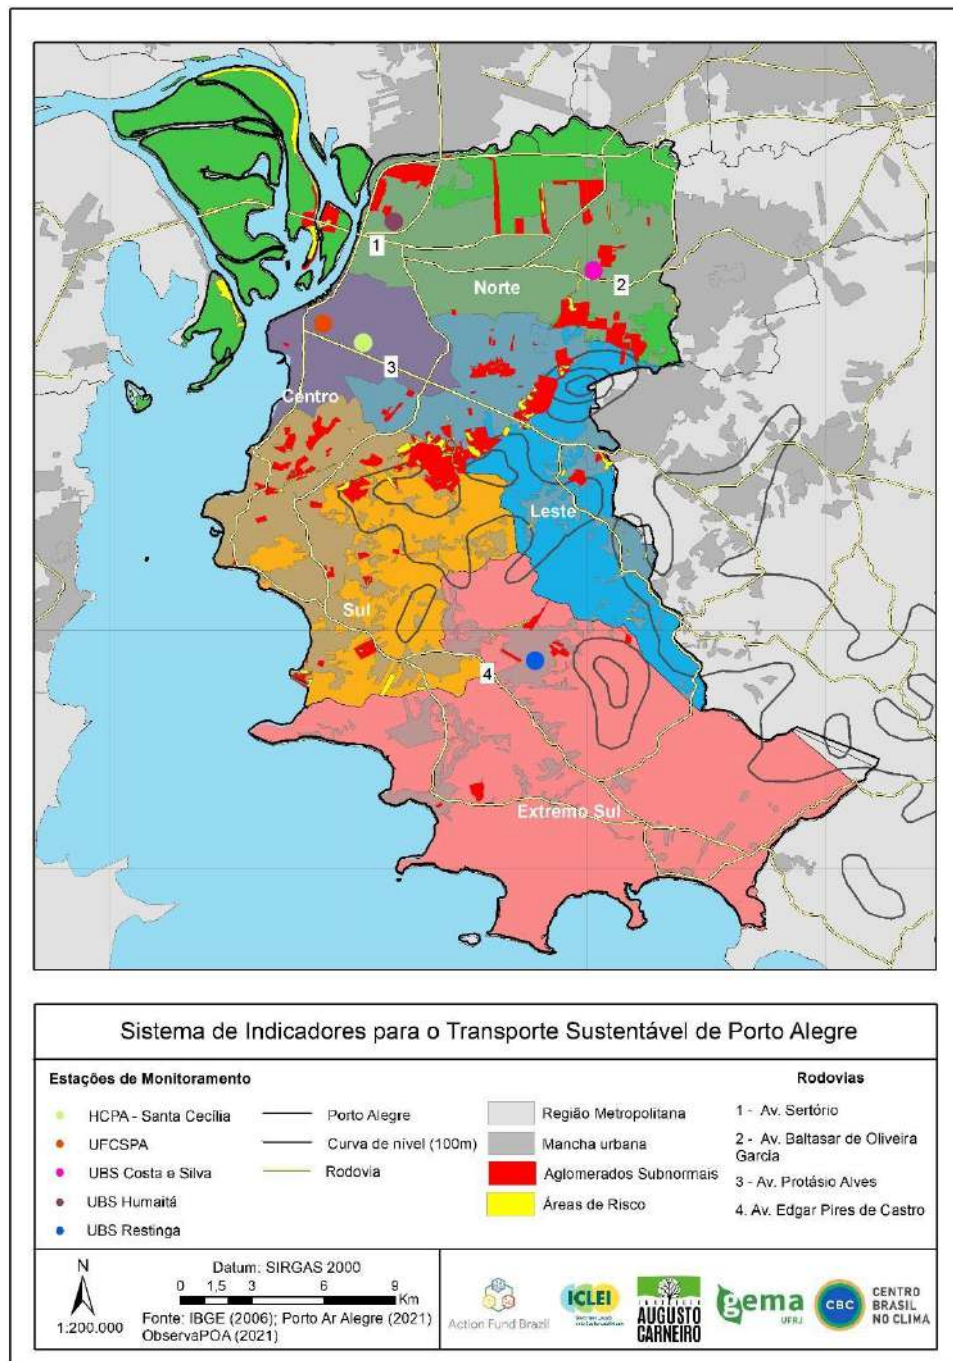 1
Norte
2
3
Centro
Leste
Sul
4
Extremo Sul
Sistema de Indicadores para o Transporte Sustentável de Porto Alegre
Estações de Monitoramento
HCPA - Santa Cecília
UFCSPA
UBS Costa e Silva
UBS Humaitá
UBS Restinga
Porto Alegre
Curva de nível (100m)
Rodovia
Região Metropolitana
Mancha urbana
Aglomerados Subnormais
Áreas de Risco
Rodovias
1 - Av. Sertório
2 - Av. Baltasar de Oliveira
Garcia
3 - Av. Protásio Alves
4. Av. Edgar Pires de Castro
N
1:200.000
Datum: SIRGAS 2000
0 1,5 3 6 9
Km
Fonte: IBGE (2006); Porto Ar Alegre (2021)
ObservaPOA (2021)
Action Fund Brazil
ICLEI
INSTITUTO
AUGUSTO
CARNEIRO
gema
UFRJ
CBC
CENTRO
BRASIL
NO CLIMA